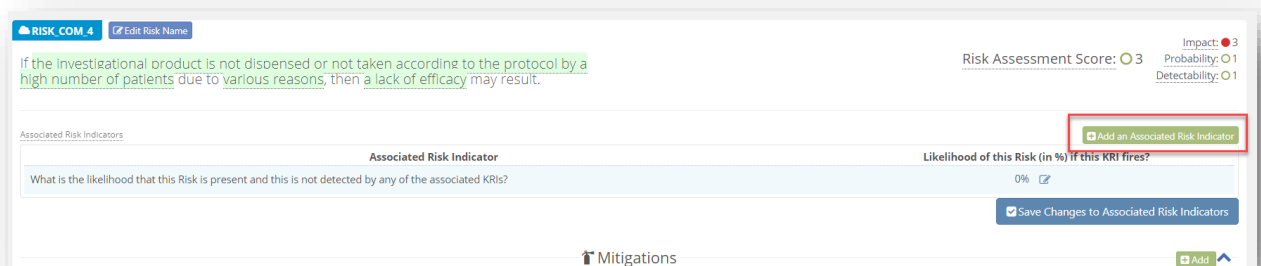 RISK_COM_4 Edit Risk Name
If the investigational product is not dispensed or not taken according to the protocol by a
high number of patients due to various reasons, then a lack of efficacy may result.
Risk Assessment Score: 3
Impact: 3
Probability: 1
Detectability: 1
Associated Risk Indicators
Add an Associated Risk Indicator
Associated Risk Indicator Likelihood of this Risk (in %) if this KRI fires?
What is the likelihood that this Risk is present and this is not detected by any of the associated KRIs? 0%
Save Changes to Associated Risk Indicators
Mitigations
Add